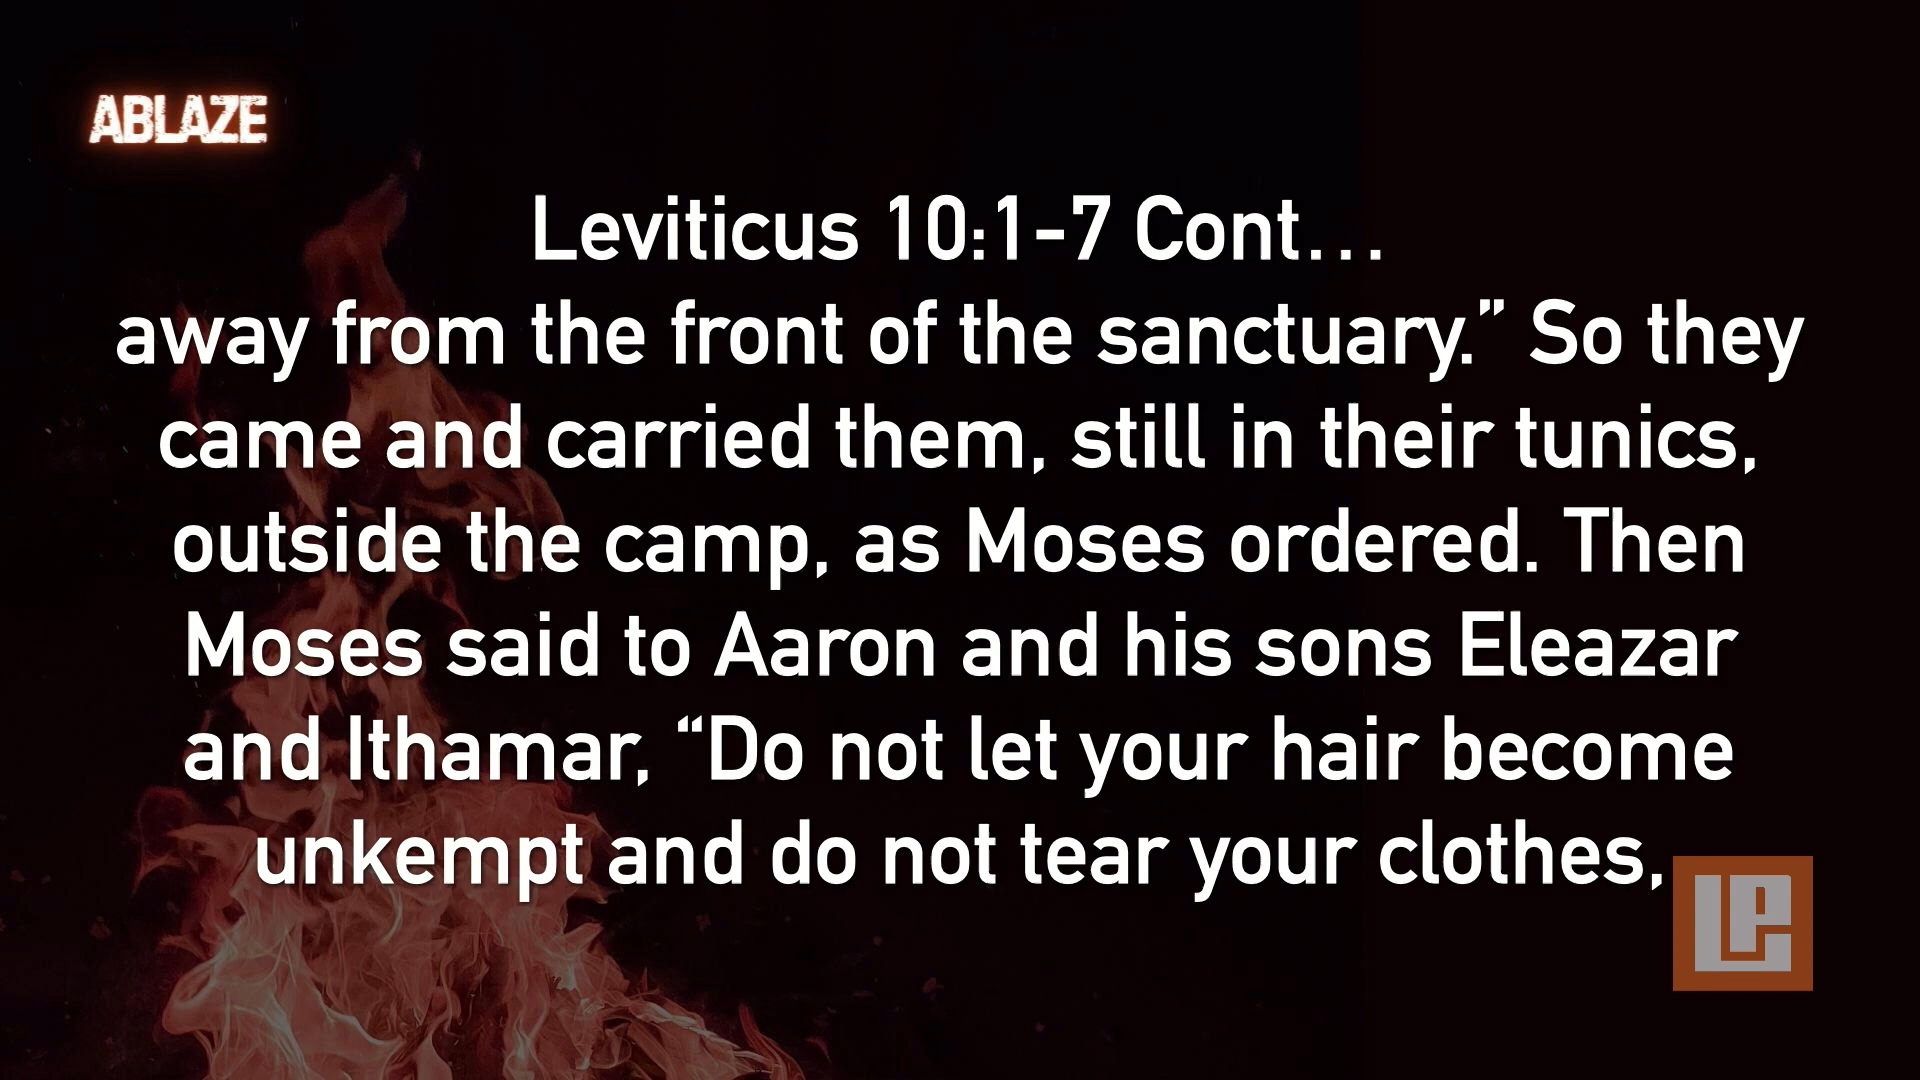 ABLAZE
Leviticus 10:1-7 Cont…
away from the front of the sanctuary.” So they
came and carried them, still in their tunics,
outside the camp, as Moses ordered. Then
Moses said to Aaron and his sons Eleazar
and Ithamar, “Do not let your hair become
unkempt and do not tear your clothes,
LP